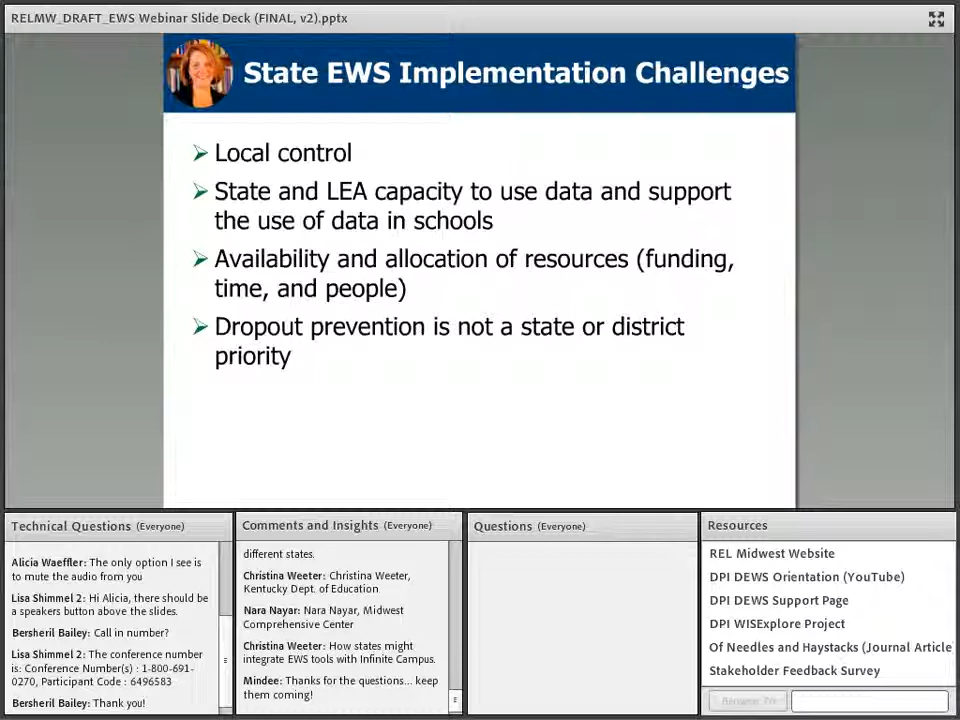 RELMW_DRAFT_EWS Webinar Slide Deck (FINAL, v2).pptx
State EWS Implementation Challenges
Local control
State and LEA capacity to use data and support
the use of data in schools
Availability and allocation of resources (funding,
time, and people)
Dropout prevention is not a state or district
priority
Technical Questions (Everyone)
Alicia Waeffler: The only option I see is
to mute the audio from you
Lisa Shimmel 2: Hi Alicia, there should be
a speakers button above the slides.
Bersheril Bailey: Call in number?
Lisa Shimmel 2: The conference number
is: Conference Number(s) : 1-800-691-
0270, Participant Code : 6496583
Bersheril Bailey: Thank you!
Comments and Insights (Everyone)
different states.
Christina Weeter: Christina Weeter,
Kentucky Dept. of Education
Nara Nayar: Nara Nayar, Midwest
Comprehensive Center
Christina Weeter: How states might
integrate EWS tools with Infinite Campus.
Mindee: Thanks for the questions... keep
them coming!
Questions (Everyone)
Resources
REL Midwest Website
DPI DEWS Orientation (YouTube)
DPI DEWS Support Page
DPI WISExplore Project
Of Needles and Haystacks (Journal Article
Stakeholder Feedback Survey
Browse To